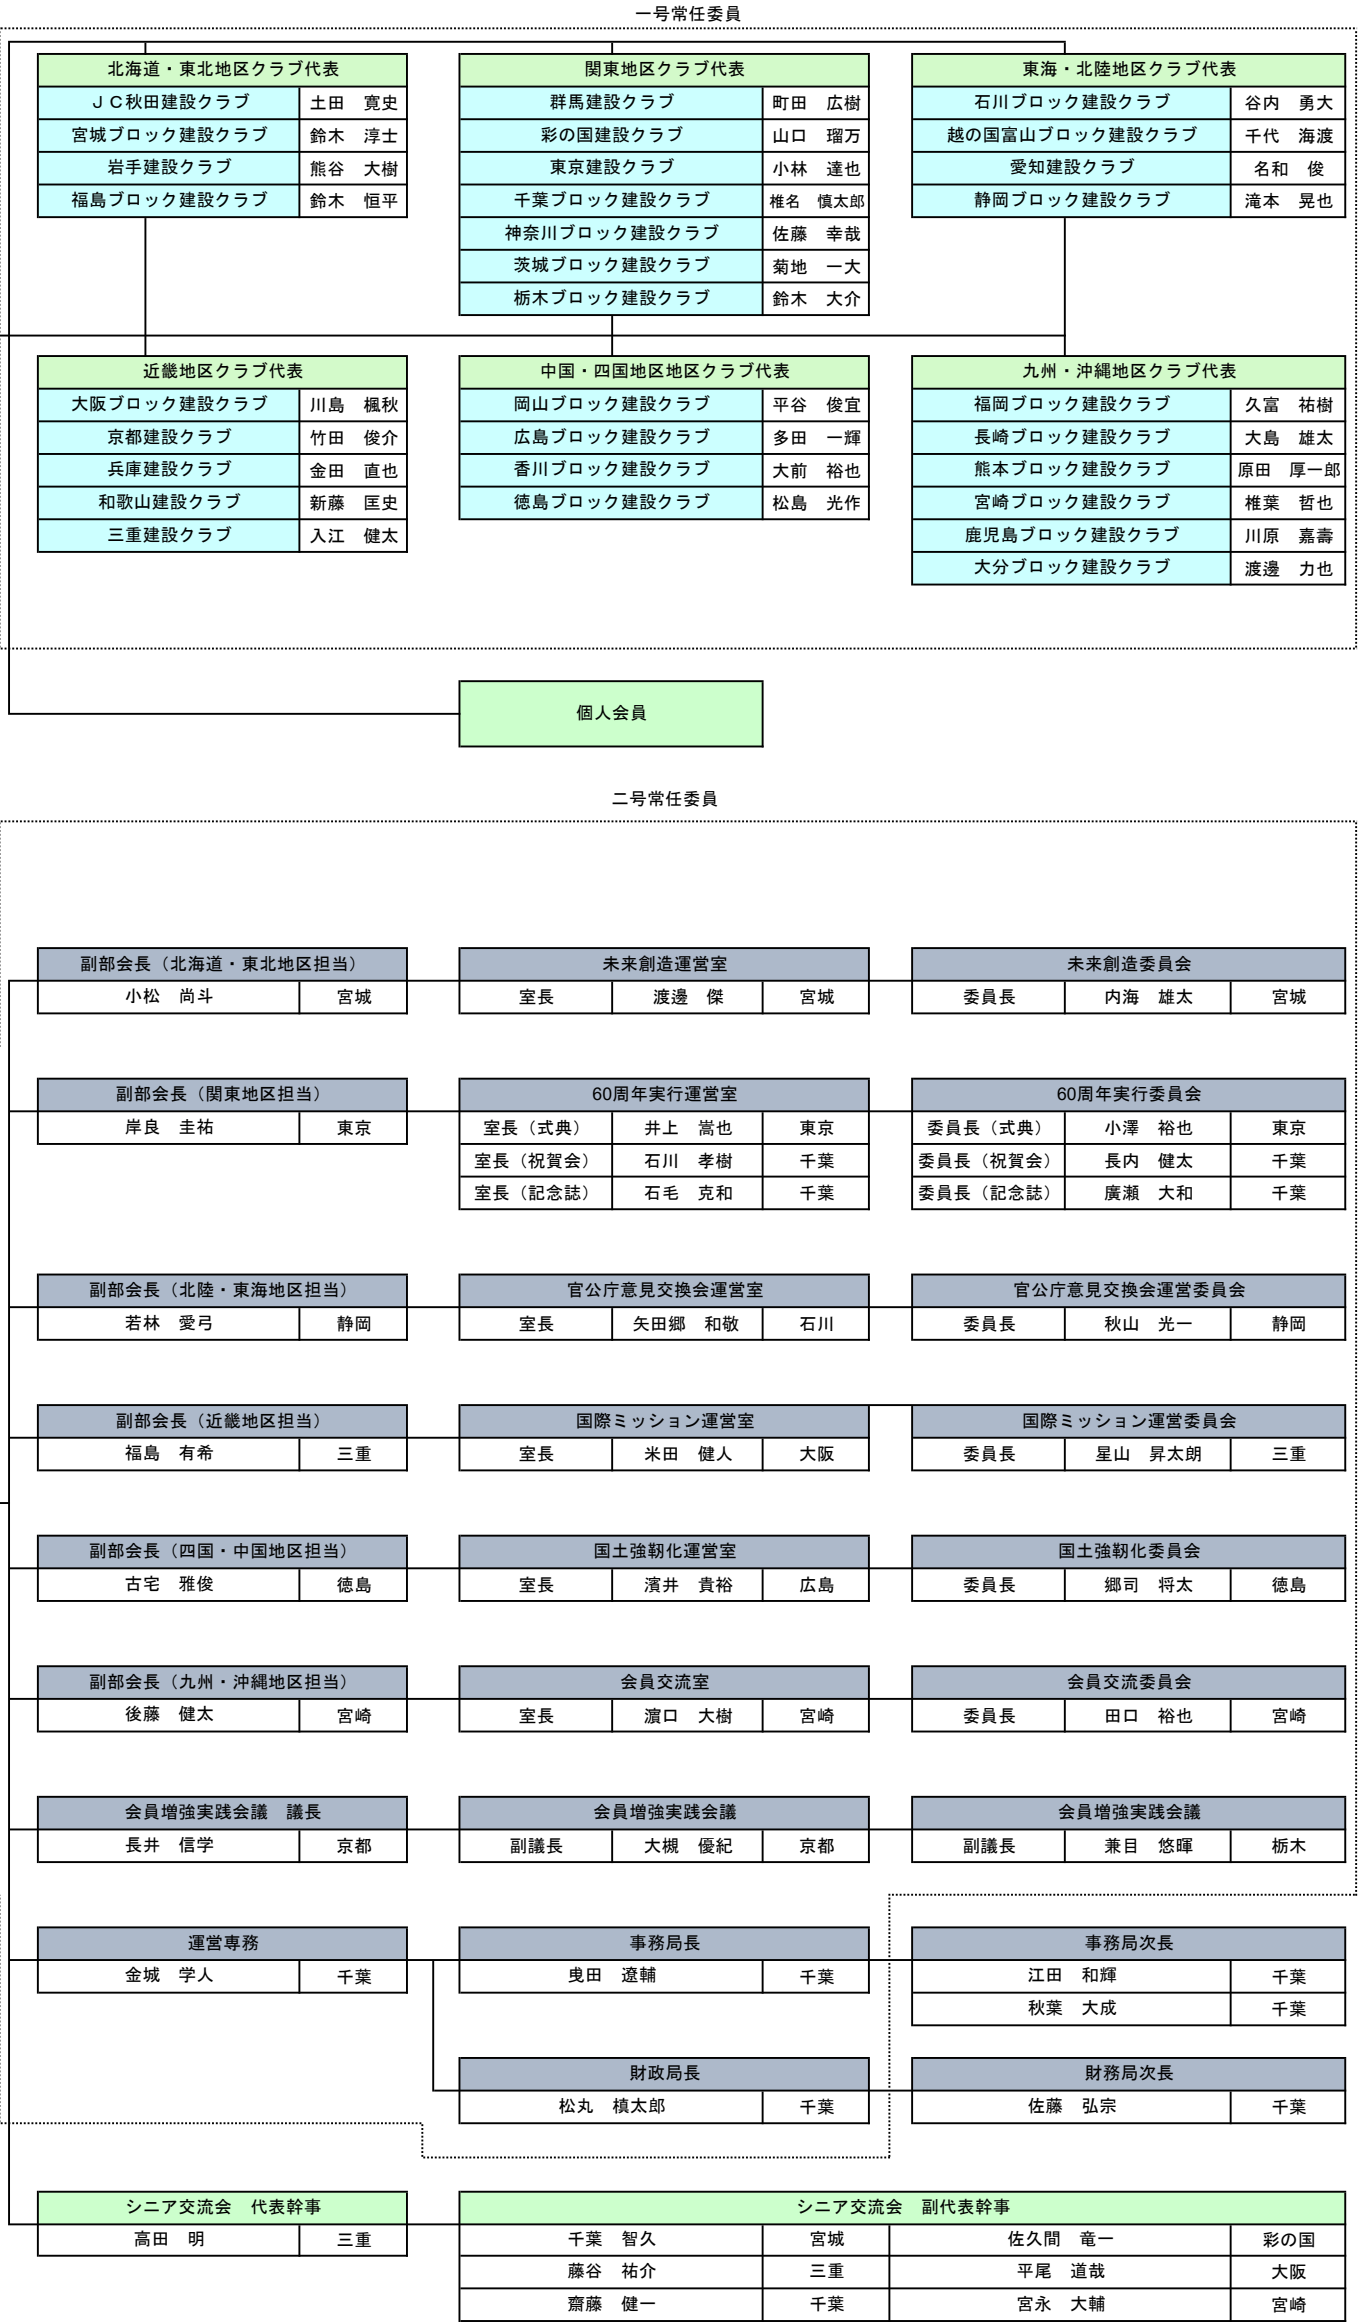 一号常任委員
北海道・東北地区クラブ代表
ＪＣ秋田建設クラブ　土田　寛史
宮城ブロック建設クラブ　鈴木　淳士
岩手建設クラブ　熊谷　大樹
福島ブロック建設クラブ　鈴木　恒平
関東地区クラブ代表
群馬建設クラブ　町田　広樹
彩の国建設クラブ　山口　瑠万
東京建設クラブ　小林　達也
千葉ブロック建設クラブ　椎名　慎太郎
神奈川ブロック建設クラブ　佐藤　幸哉
茨城ブロック建設クラブ　菊地　一大
栃木ブロック建設クラブ　鈴木　大介
東海・北陸地区クラブ代表
石川ブロック建設クラブ　谷内　勇大
越の国富山ブロック建設クラブ　千代　海渡
愛知建設クラブ　名和　俊
静岡ブロック建設クラブ　滝本　晃也
近畿地区クラブ代表
大阪ブロック建設クラブ　川島　楓秋
京都建設クラブ　竹田　俊介
兵庫建設クラブ　金田　直也
和歌山建設クラブ　新藤　匡史
三重建設クラブ　入江　健太
中国・四国地区地区クラブ代表
岡山ブロック建設クラブ　平谷　俊宜
広島ブロック建設クラブ　多田　一輝
香川ブロック建設クラブ　大前　裕也
徳島ブロック建設クラブ　松島　光作
九州・沖縄地区クラブ代表
福岡ブロック建設クラブ　久富　祐樹
長崎ブロック建設クラブ　大島　雄太
熊本ブロック建設クラブ　原田　厚一郎
宮崎ブロック建設クラブ　椎葉　哲也
鹿児島ブロック建設クラブ　川原　嘉壽
大分ブロック建設クラブ　渡邊　力也
個人会員
二号常任委員
副部会長（北海道・東北地区担当）
小松　尚斗　宮城
未来創造運営室
室長　渡邊　傑　宮城
未来創造委員会
委員長　内海　雄太　宮城
副部会長（関東地区担当）
岸良　圭祐　東京
60周年実行運営室
室長（式典）　井上　嵩也　東京
室長（祝賀会）　石川　孝樹　千葉
室長（記念誌）　石毛　克和　千葉
60周年実行委員会
委員長（式典）　小澤　裕也　東京
委員長（祝賀会）　長内　健太　千葉
委員長（記念誌）　廣瀬　大和　千葉
副部会長（北陸・東海地区担当）
若林　愛弓　静岡
官公庁意見交換会運営室
室長　矢田郷　和敬　石川
官公庁意見交換会運営委員会
委員長　秋山　光一　静岡
副部会長（近畿地区担当）
福島　有希　三重
国際ミッション運営室
室長　米田　健人　大阪
国際ミッション運営委員会
委員長　星山　昇太朗　三重
副部会長（四国・中国地区担当）
古宅　雅俊　徳島
国土強靭化運営室
室長　濱井　貴裕　広島
国土強靭化委員会
委員長　郷司　将太　徳島
副部会長（九州・沖縄地区担当）
後藤　健太　宮崎
会員交流室
室長　濵口　大樹　宮崎
会員交流委員会
委員長　田口　裕也　宮崎
会員増強実践会議　議長
長井　信学　京都
会員増強実践会議
副議長　大槻　優紀　京都
会員増強実践会議
副議長　兼目　悠暉　栃木
運営専務
金城　学人　千葉
事務局長
曵田　遼輔　千葉
事務局次長
江田　和輝　千葉
秋葉　大成　千葉
財政局長
松丸　槙太郎　千葉
財務局次長
佐藤　弘宗　千葉
シニア交流会　代表幹事
高田　明　三重
シニア交流会　副代表幹事
千葉　智久　宮城　佐久間　竜一　彩の国
藤谷　祐介　三重　平尾　道哉　大阪
齋藤　健一　千葉　宮永　大輔　宮崎